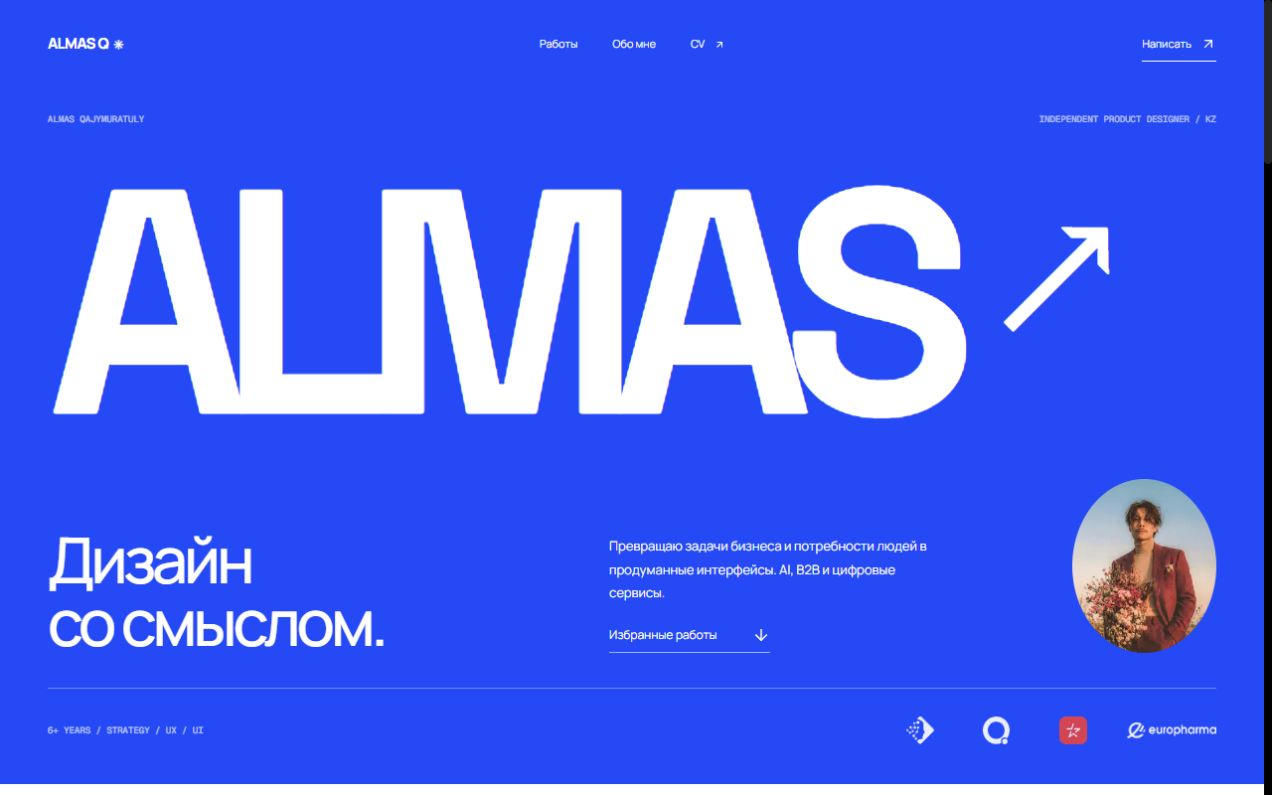 ALMAS Q
Работы
Обо мне
CV
Написать
ALMAS QAJYMURATULY
INDEPENDENT PRODUCT DESIGNER / KZ
ALMAS
Дизайн
со смыслом.
Превращаю задачи бизнеса и потребности людей в
продуманные интерфейсы. AI, B2B и цифровые
сервисы.
Избранные работы
6+ YEARS / STRATEGY / UX / UI
europharma